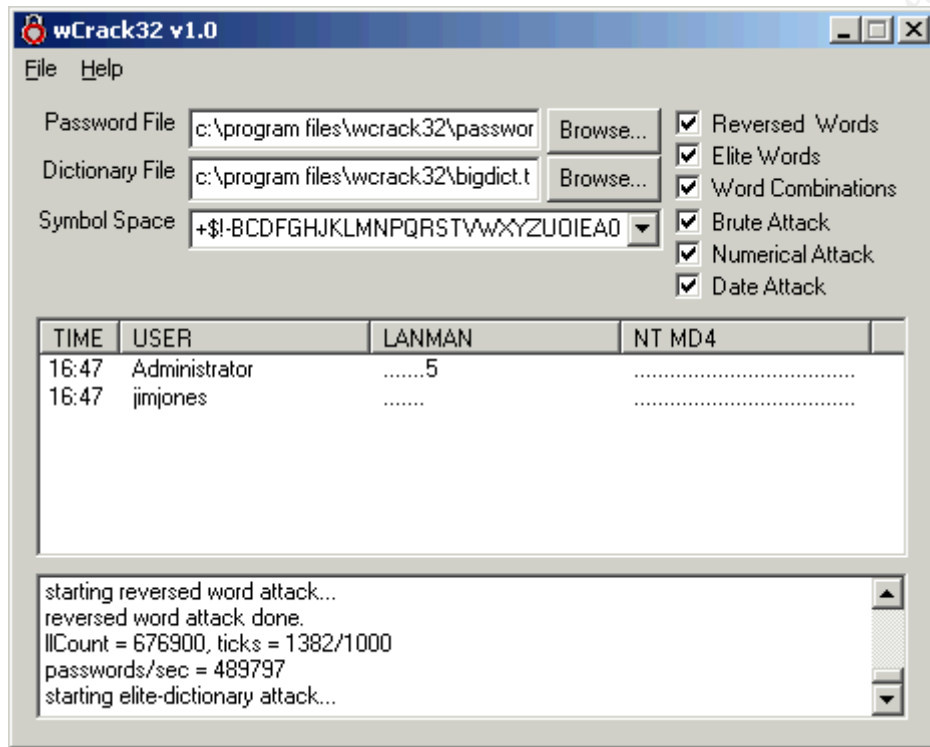 wCrack32 v1.0
File Help
Password File c:\program files\wcrack32\passwor Browse...
Dictionary File c:\program files\wcrack32\bigdict.t Browse...
Symbol Space +$!-BCDFGHJKLMNPQRSTVWXYZUOIEA0
Reversed Words
Elite Words
Word Combinations
Brute Attack
Numerical Attack
Date Attack
TIME USER LANMAN NT MD4
16:47 Administrator .......5 ....................................
16:47 jimjones ....... ....................................
starting reversed word attack...
reversed word attack done.
llCount = 676900, ticks = 1382/1000
passwords/sec = 489797
starting elite-dictionary attack...